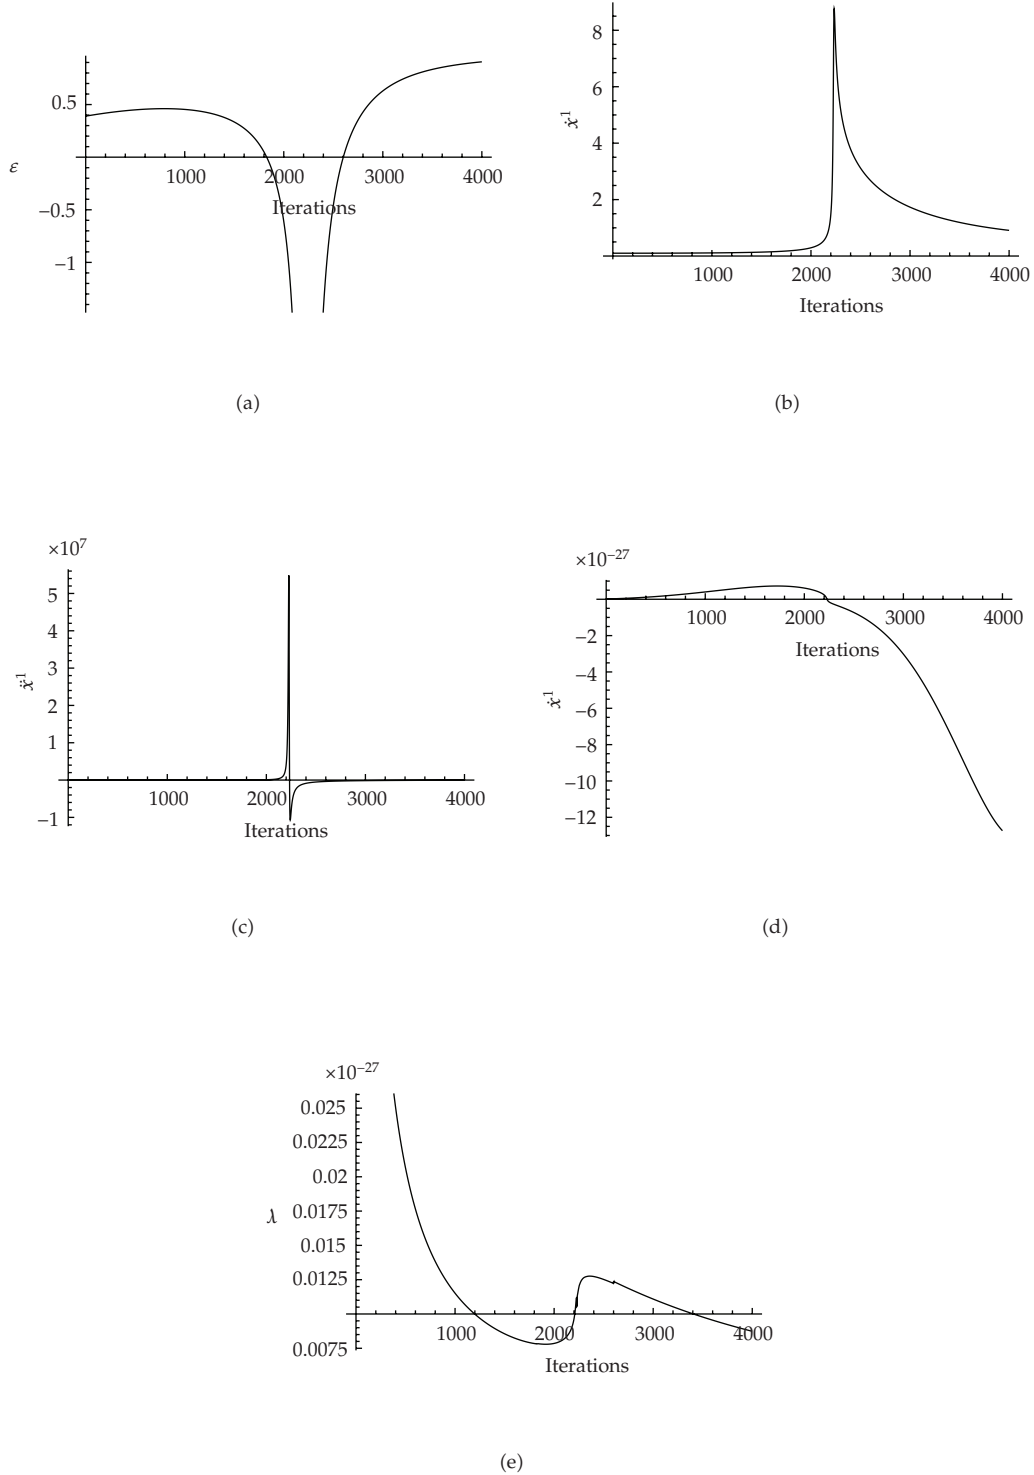 0.5
ε
1000 2000 3000 4000
Iterations
−0.5
−1
(a)
8
6
ẋ¹
4
2
1000 2000 3000 4000
Iterations
(b)
×10⁷
5
4
3
ẍ¹
2
1
1000 2000 3000 4000
−1
Iterations
(c)
×10⁻²⁷
1000 2000 3000 4000
−2
Iterations
−4
ẋ¹
−6
−8
−10
−12
(d)
×10⁻²⁷
0.025
0.0225
0.02
0.0175
λ
0.015
0.0125
1000 2000 3000 4000
0.0075
Iterations
(e)